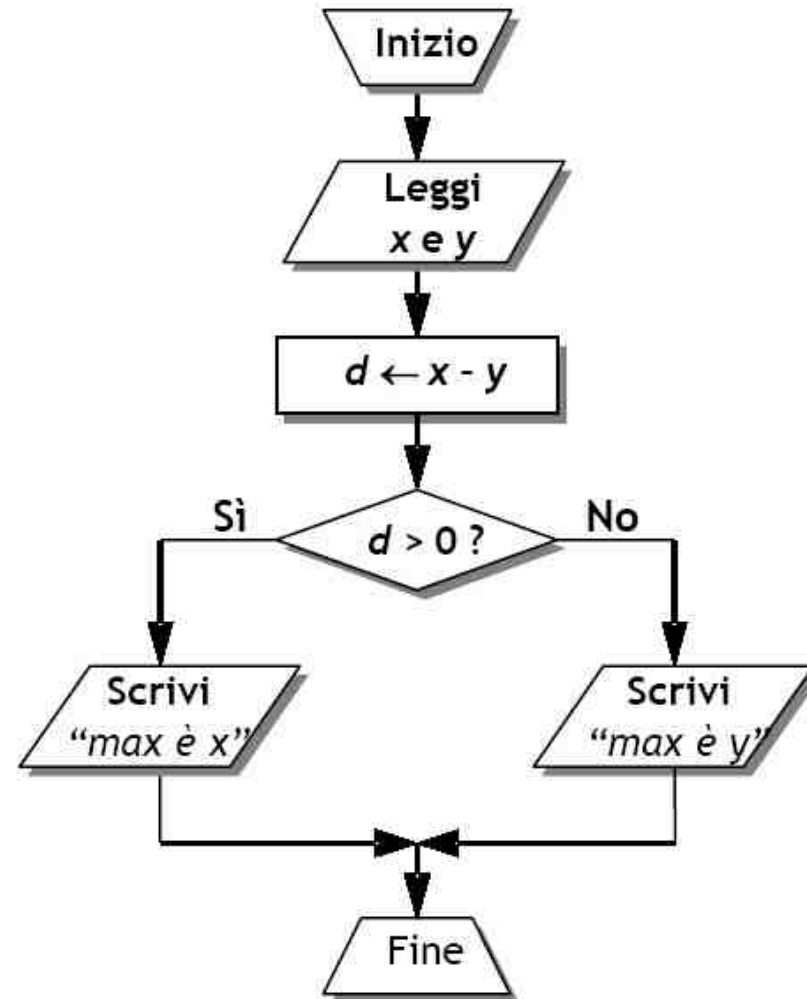 Inizio
Leggi
x e y
d ← x - y
Sì
d > 0 ?
No
Scrivi
“max è x”
Scrivi
“max è y”
Fine